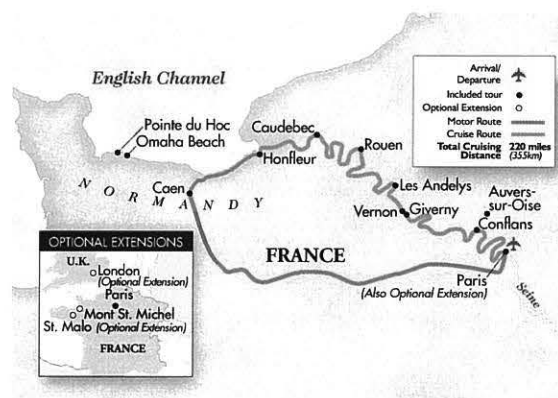 English Channel
Pointe du Hoc
Omaha Beach
Caudebec
Rouen
Honfleur
Caen
NORMANDY
Les Andelys
Vernon
Giverny
Auvers-
sur-Oise
Conflans
FRANCE
Paris
(Also Optional Extension)
Seine
Arrival/
Departure
Included tour
Optional Extension
Motor Route
Cruise Route
Total Cruising 220 miles
Distance (355km)
OPTIONAL EXTENSIONS
U.K.
London
(Optional Extension)
Paris
Mont St. Michel
St. Malo (Optional Extension)
FRANCE